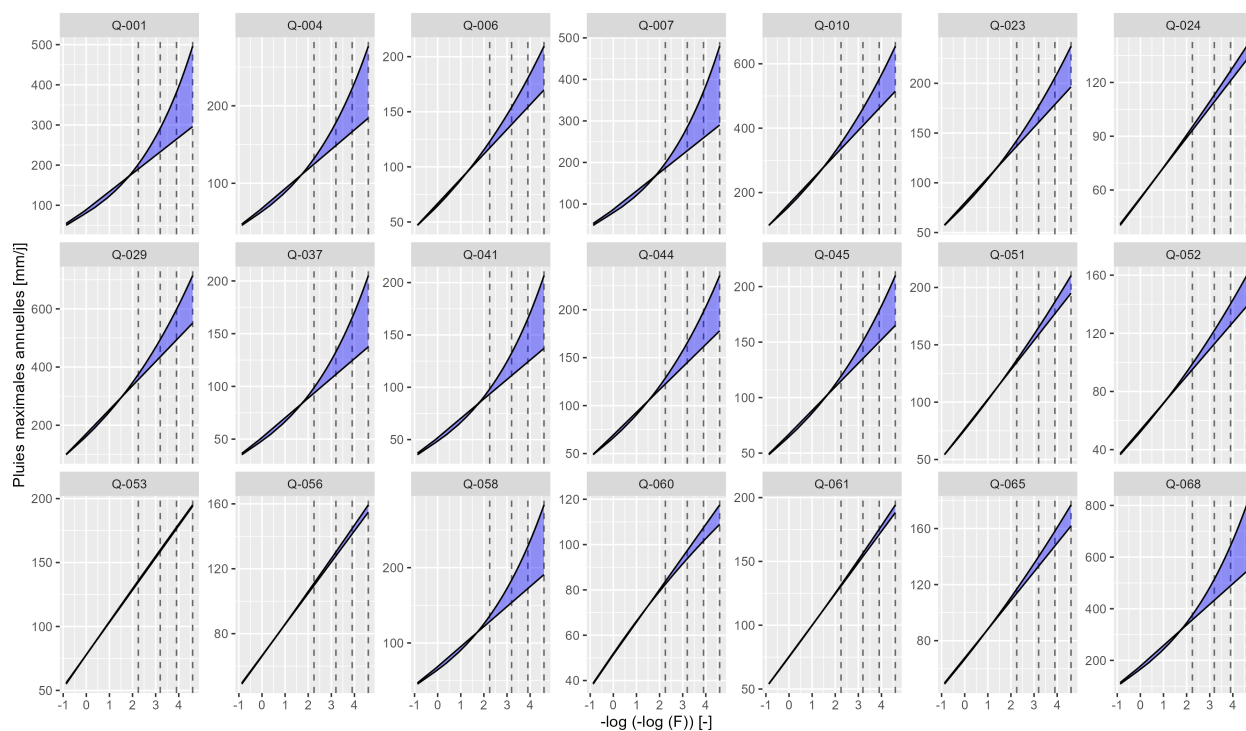 Q-001 Q-004 Q-006 Q-007 Q-010 Q-023 Q-024
500 400 300 200 100
200 100
200 150 100 50
500 400 300 200 100
600 400 200
200 150 100 50
120 90 60
Pluies maximales annuelles [mm/j]
Q-029 Q-037 Q-041 Q-044 Q-045 Q-051 Q-052
600 400 200
200 150 100 50
200 150 100 50
200 150 100 50
200 150 100 50
200 150 100 50
160 120 80 40
Q-053 Q-056 Q-058 Q-060 Q-061 Q-065 Q-068
200 150 100 50
160 120 80
200 100
120 100 80 60 40
200 150 100 50
160 120 80
800 600 400 200
-1 0 1 2 3 4 -1 0 1 2 3 4 -1 0 1 2 3 4 -1 0 1 2 3 4 -1 0 1 2 3 4 -1 0 1 2 3 4 -1 0 1 2 3 4
-log (-log (F)) [-]